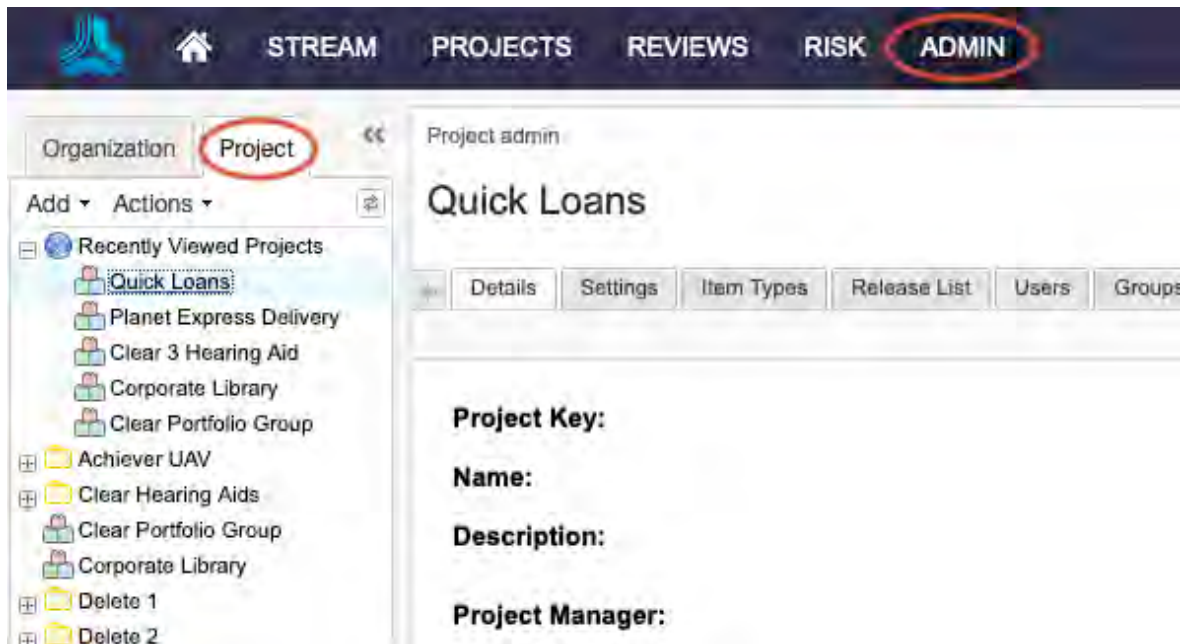 STREAM PROJECTS REVIEWS RISK ADMIN
Organization Project
Add Actions
Recently Viewed Projects
Quick Loans
Planet Express Delivery
Clear 3 Hearing Aid
Corporate Library
Clear Portfolio Group
Achiever UAV
Clear Hearing Aids
Clear Portfolio Group
Corporate Library
Delete 1
Delete 2
Project admin
Quick Loans
Details Settings Item Types Release List Users Groups
Project Key:
Name:
Description:
Project Manager: